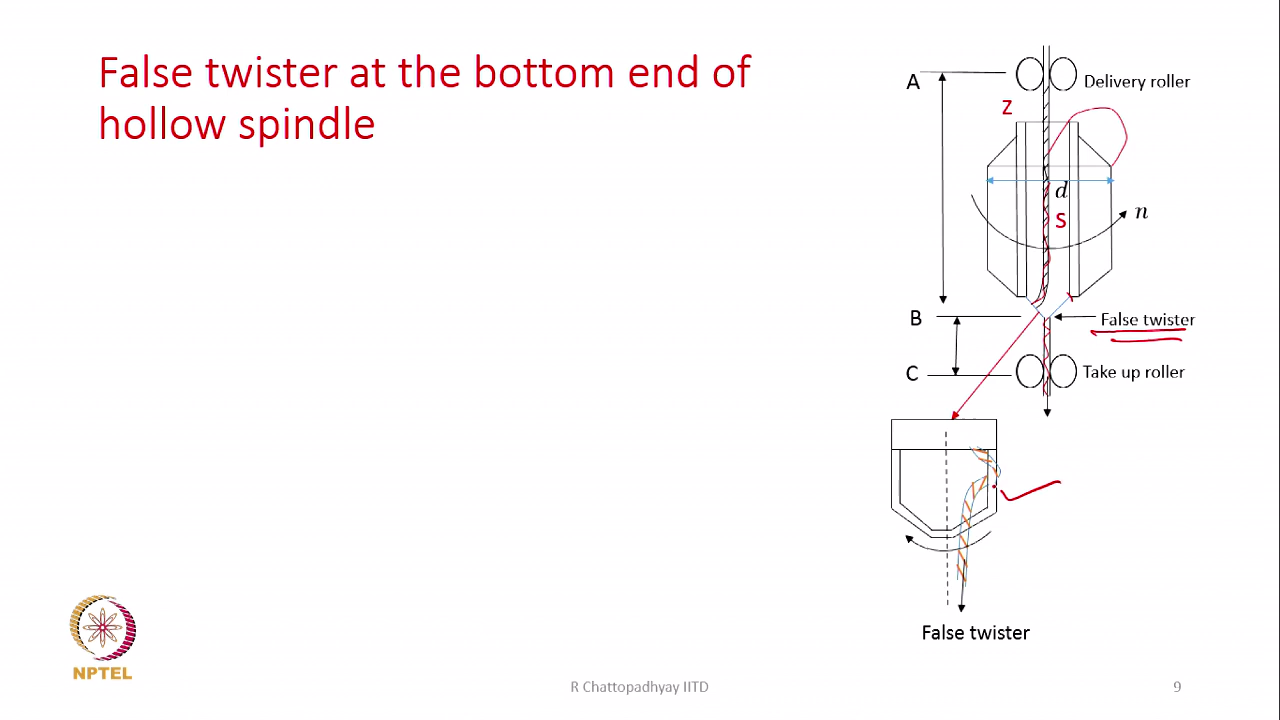 False twister at the bottom end of
hollow spindle
A
Delivery roller
Z
d
n
S
B
False twister
C
Take up roller
False twister
NPTEL
R Chattopadhyay IITD
9